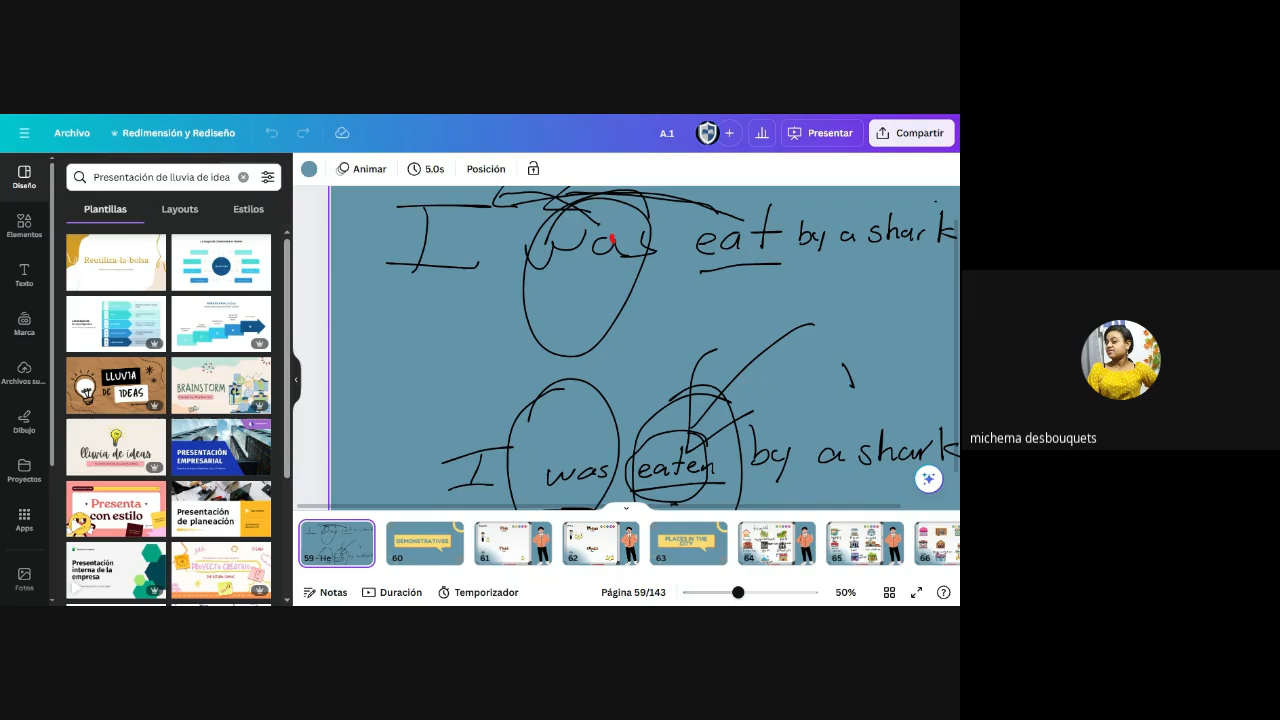 Archivo
Redimensión y Rediseño
A.1
Presentar
Compartir
Diseño
Elementos
Texto
Marca
Archivos su...
Dibujo
Proyectos
Apps
Fotos
Presentación de lluvia de idea
Plantillas Layouts Estilos
Reutiliza-la-bolsa
LLUVIA
DE IDEAS
BRAINSTORM
lluvia de ideas
PRESENTACIÓN
EMPRESARIAL
Presenta
con estilo
Presentación
de planeación
Presentación
interna de la
empresa
PROYECTO CREATIVO
Animar 5.0s Posición
I was eat by a shark
I was eaten by a shark
59 - He
60 DEMONSTRATIVES
61
62
63 PLACES IN THE CITY
64
65
66
Notas Duración Temporizador Página 59/143 50%
michema desbouquets